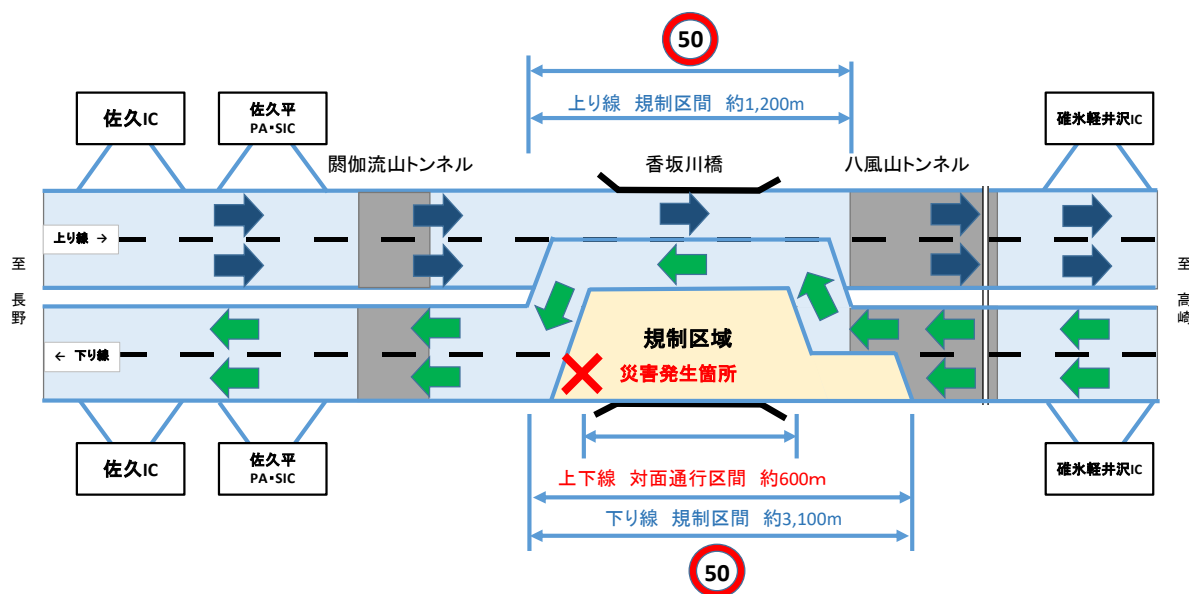 50
上り線　規制区間　約1,200m
佐久IC
佐久平
PA・SIC
碓氷軽井沢IC
閼伽流山トンネル
香坂川橋
八風山トンネル
上り線 →
至　長野
至　高崎
← 下り線
規制区域
災害発生箇所
佐久IC
佐久平
PA・SIC
碓氷軽井沢IC
上下線　対面通行区間　約600m
下り線　規制区間　約3,100m
50